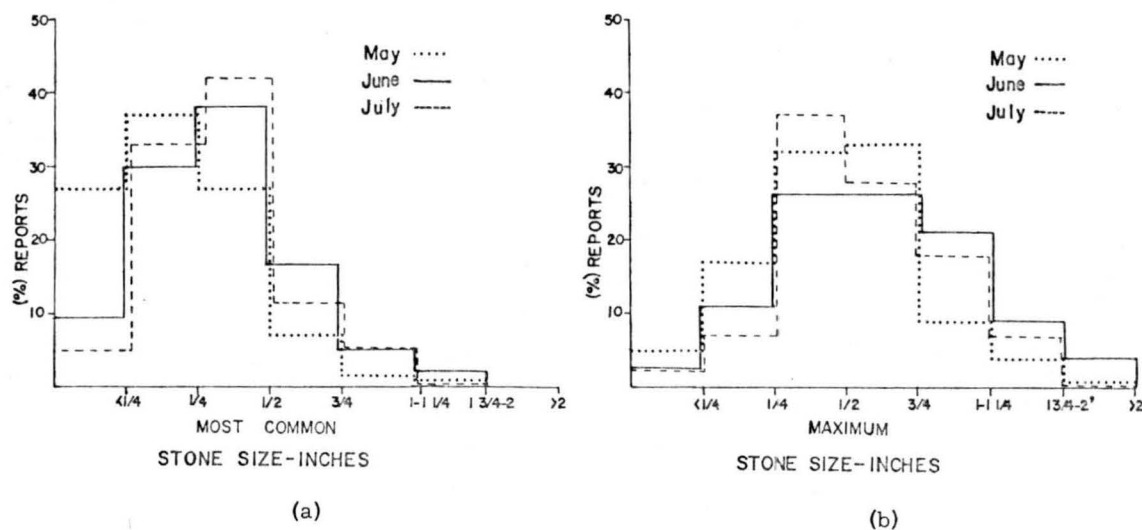 50
40
30
20
10
(%) REPORTS
May
June
July
<1/4
1/4
1/2
3/4
1-1 1/4
1 3/4-2
>2
MOST COMMON
STONE SIZE-INCHES
(a)
50
40
30
20
10
(%) REPORTS
May
June
July
<1/4
1/4
1/2
3/4
1-1 1/4
1 3/4-2"
>2
MAXIMUM
STONE SIZE-INCHES
(b)